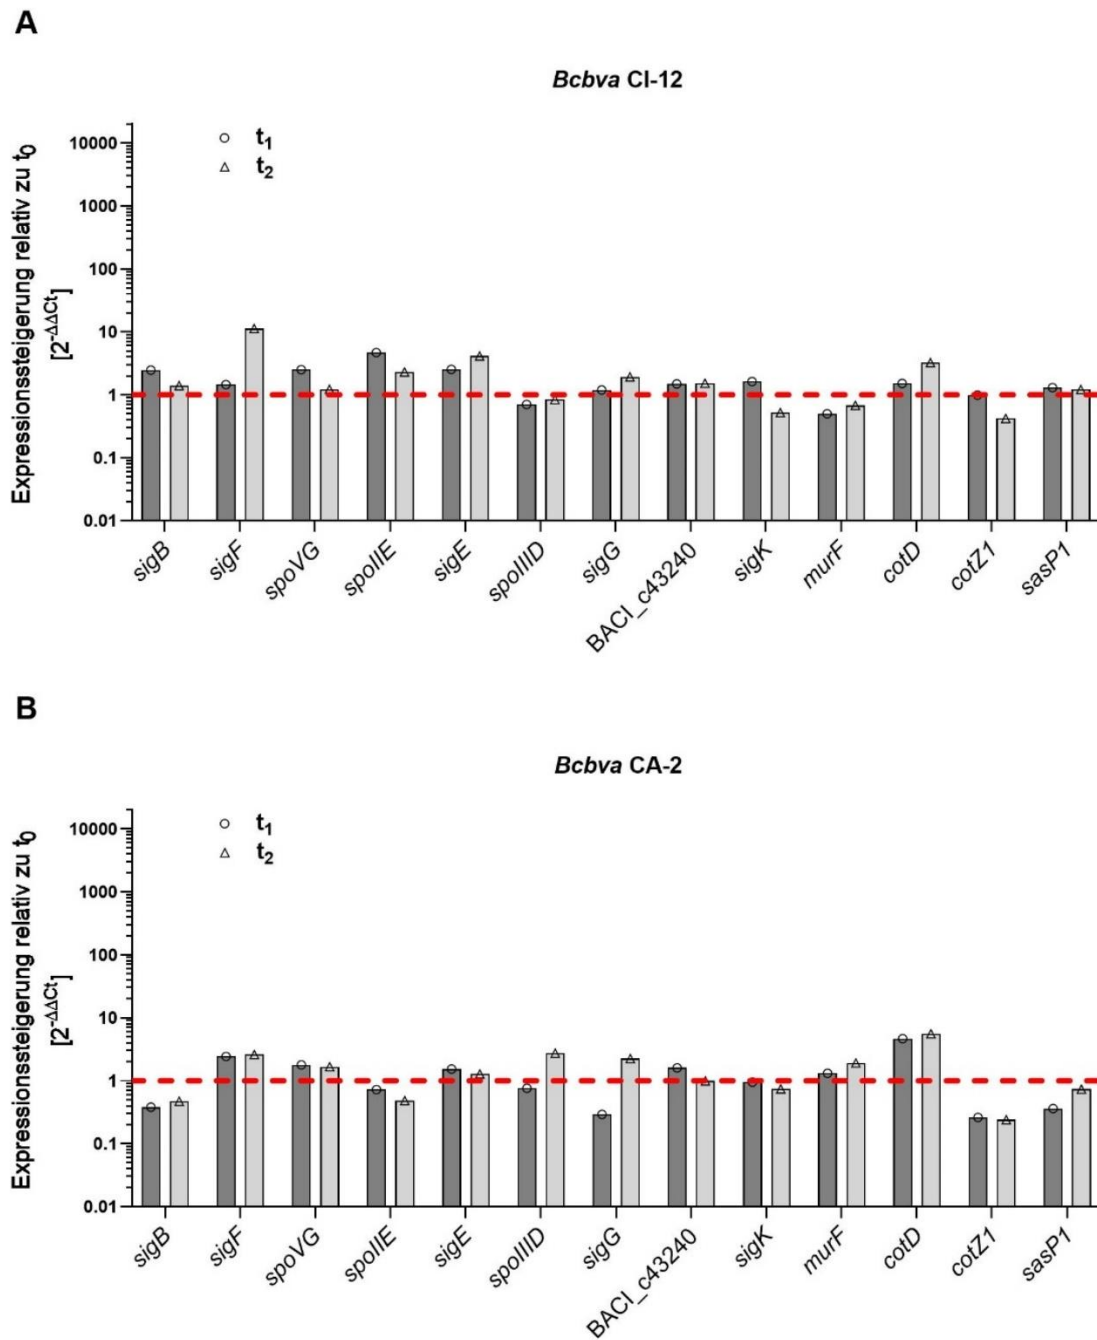 A
Bcbva CI-12
t₁
t₂
Expressionssteigerung relativ zu t₀
[2^-ΔΔCt]
10000
1000
100
10
1
0.1
0.01
sigB
sigF
spoVG
spoIIE
sigE
spoIIID
sigG
BACI_c43240
sigK
murF
cotD
cotZ1
sasP1
B
Bcbva CA-2
t₁
t₂
Expressionssteigerung relativ zu t₀
[2^-ΔΔCt]
10000
1000
100
10
1
0.1
0.01
sigB
sigF
spoVG
spoIIE
sigE
spoIIID
sigG
BACI_c43240
sigK
murF
cotD
cotZ1
sasP1